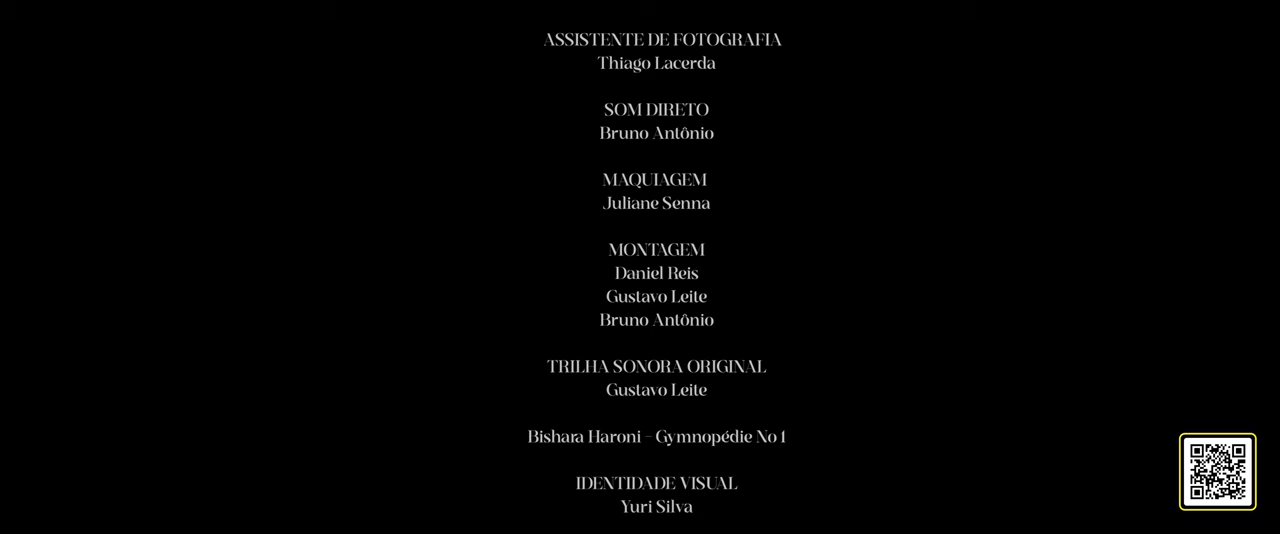 ASSISTENTE DE FOTOGRAFIA
Thiago Lacerda
SOM DIRETO
Bruno Antônio
MAQUIAGEM
Juliane Senna
MONTAGEM
Daniel Reis
Gustavo Leite
Bruno Antônio
TRILHA SONORA ORIGINAL
Gustavo Leite
Bishara Haroni - Gymnopédie No 1
IDENTIDADE VISUAL
Yuri Silva